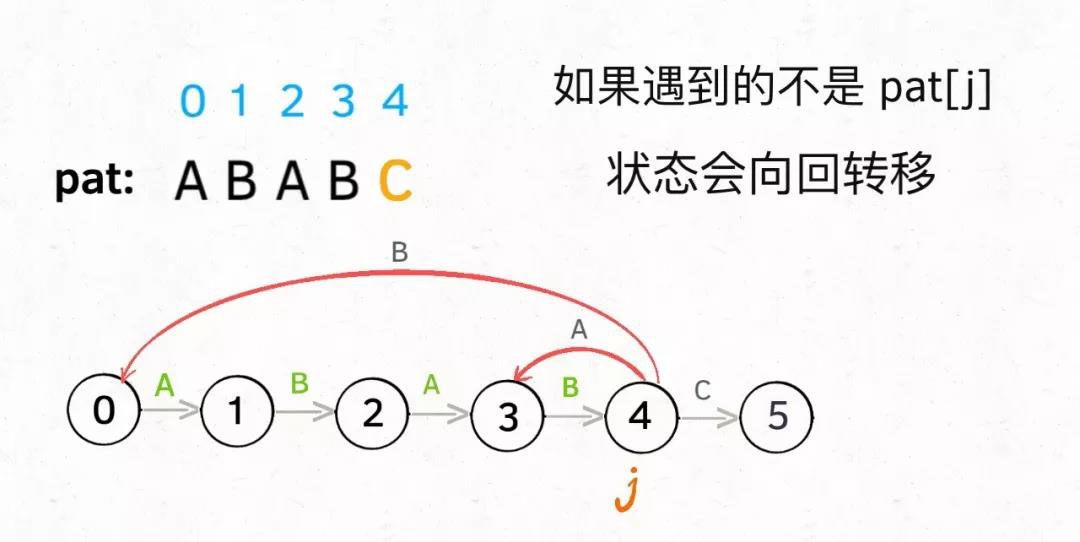 0 1 2 3 4
如果遇到的不是 pat[j]
pat: A B A B C
状态会向回转移
B
A
A B A B C
0 1 2 3 4 5
j